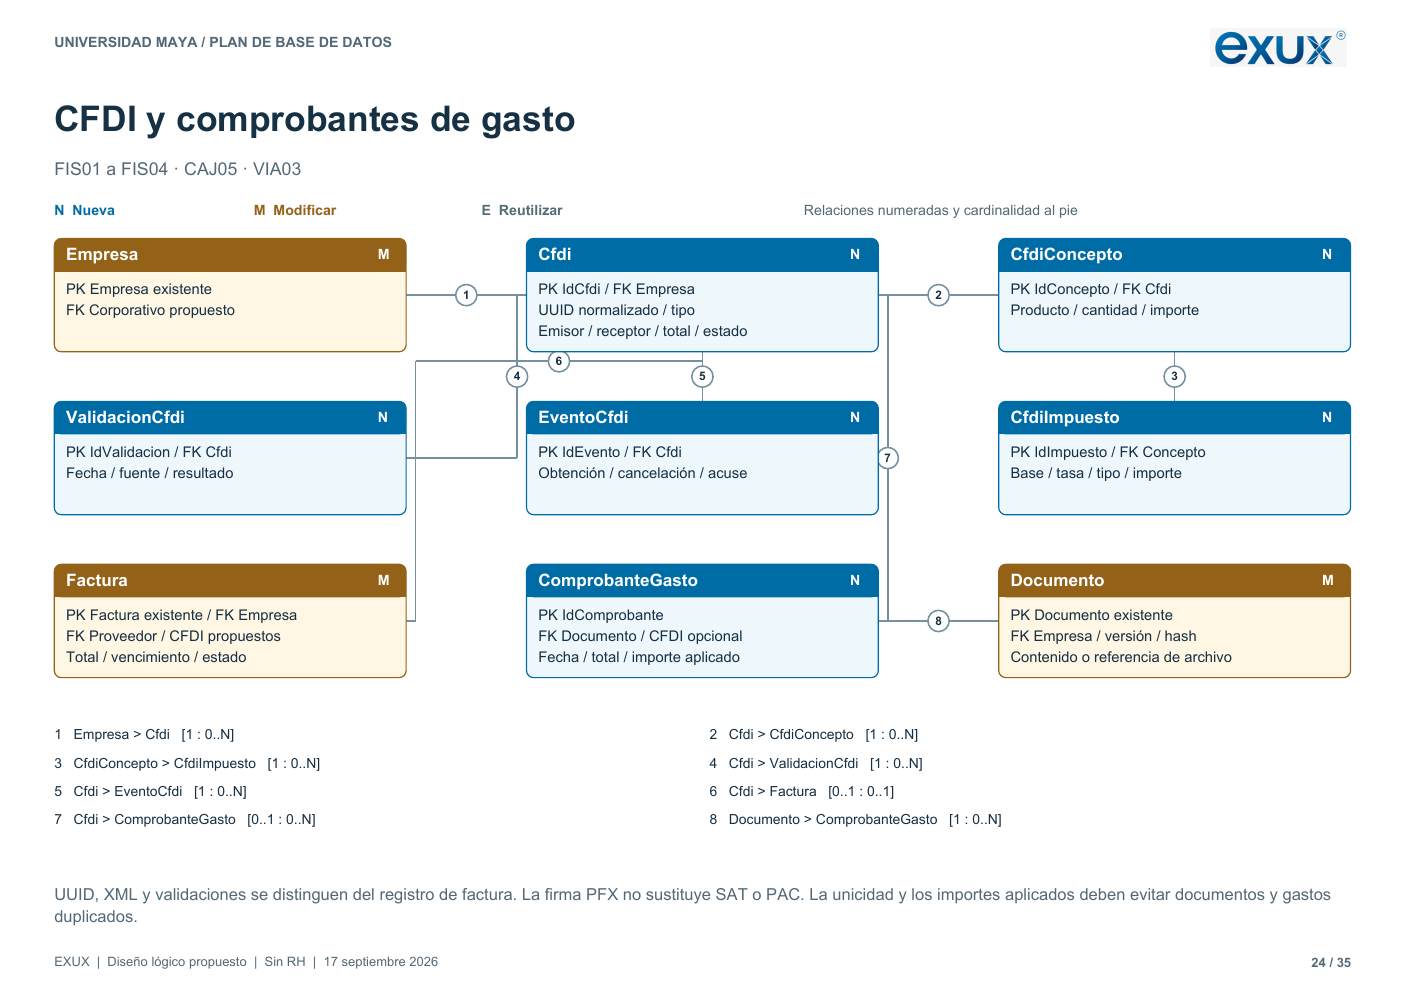 UNIVERSIDAD MAYA / PLAN DE BASE DE DATOS
exux®
CFDI y comprobantes de gasto
FIS01 a FIS04 · CAJ05 · VIA03
N Nueva
M Modificar
E Reutilizar
Relaciones numeradas y cardinalidad al pie
Empresa M
PK Empresa existente
FK Corporativo propuesto
1
Cfdi N
PK IdCfdi / FK Empresa
UUID normalizado / tipo
Emisor / receptor / total / estado
2
CfdiConcepto N
PK IdConcepto / FK Cfdi
Producto / cantidad / importe
6
4
5
3
ValidacionCfdi N
PK IdValidacion / FK Cfdi
Fecha / fuente / resultado
EventoCfdi N
PK IdEvento / FK Cfdi
Obtención / cancelación / acuse
7
CfdiImpuesto N
PK IdImpuesto / FK Concepto
Base / tasa / tipo / importe
Factura M
PK Factura existente / FK Empresa
FK Proveedor / CFDI propuestos
Total / vencimiento / estado
ComprobanteGasto N
PK IdComprobante
FK Documento / CFDI opcional
Fecha / total / importe aplicado
8
Documento M
PK Documento existente
FK Empresa / versión / hash
Contenido o referencia de archivo
1 Empresa > Cfdi [1 : 0..N]
2 Cfdi > CfdiConcepto [1 : 0..N]
3 CfdiConcepto > CfdiImpuesto [1 : 0..N]
4 Cfdi > ValidacionCfdi [1 : 0..N]
5 Cfdi > EventoCfdi [1 : 0..N]
6 Cfdi > Factura [0..1 : 0..1]
7 Cfdi > ComprobanteGasto [0..1 : 0..N]
8 Documento > ComprobanteGasto [1 : 0..N]
UUID, XML y validaciones se distinguen del registro de factura. La firma PFX no sustituye SAT o PAC. La unicidad y los importes aplicados deben evitar documentos y gastos
duplicados.
EXUX | Diseño lógico propuesto | Sin RH | 17 septiembre 2026
24 / 35